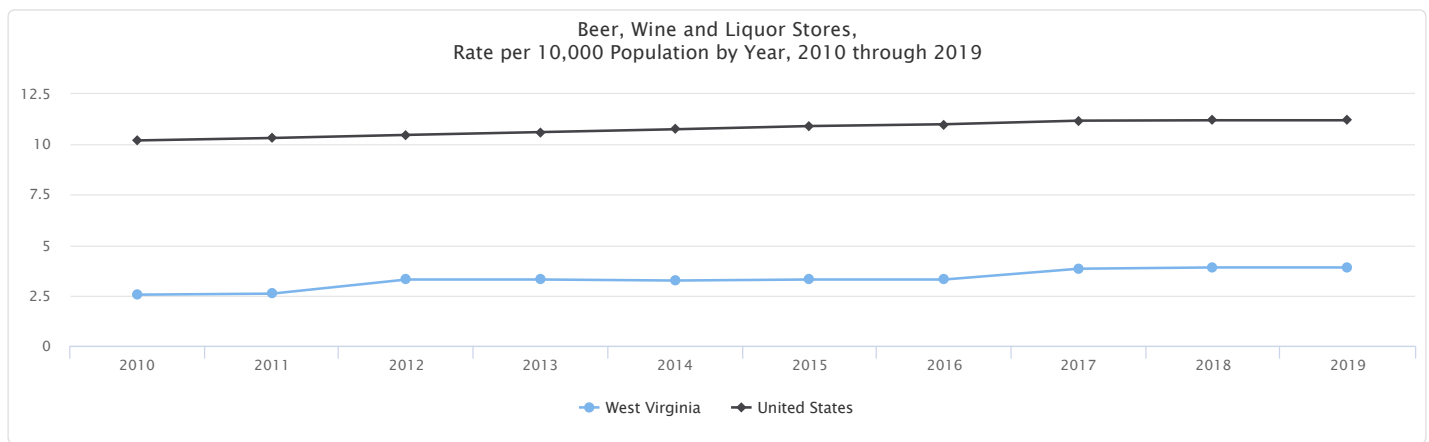 Beer, Wine and Liquor Stores,
Rate per 10,000 Population by Year, 2010 through 2019
12.5
10
7.5
5
2.5
0
2010 2011 2012 2013 2014 2015 2016 2017 2018 2019
West Virginia United States